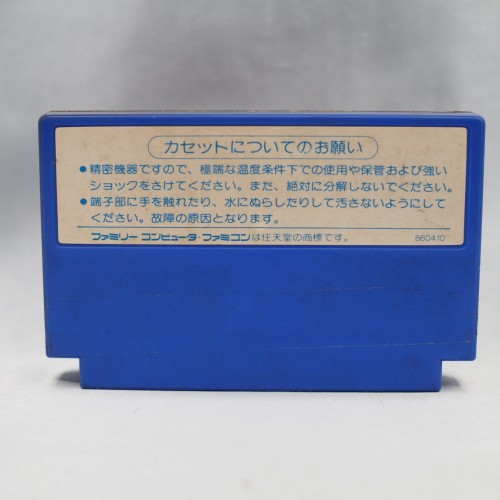 カセットについてのお願い
●精密機器ですので、極端な温度条件下での使用や保管および強い
ショックをさけてください。また、絶対に分解しないでください。
●端子部に手を触れたり、水にぬらしたりして汚さないようにして
ください。故障の原因となります。
ファミリー コンピュータ・ファミコンは任天堂の商標です。 860410